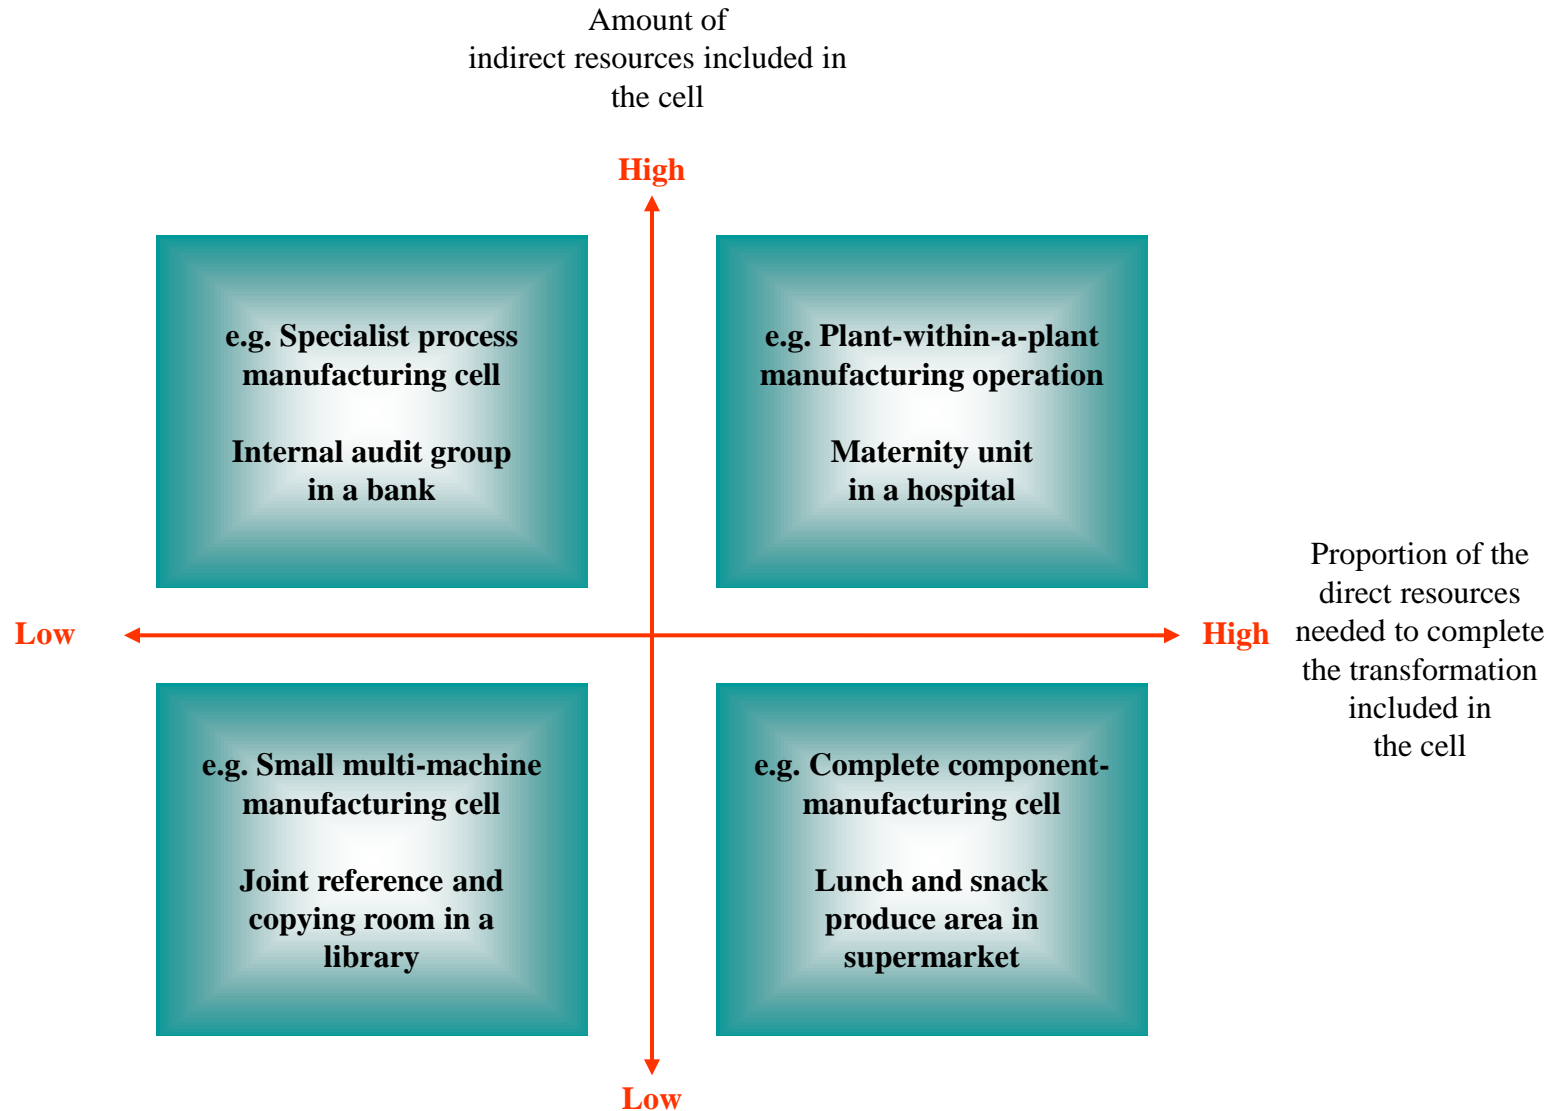 Amount of
indirect resources included in
the cell
High
e.g. Specialist process
manufacturing cell
Internal audit group
in a bank
e.g. Plant-within-a-plant
manufacturing operation
Maternity unit
in a hospital
Low
High
Proportion of the
direct resources
needed to complete
the transformation
included in
the cell
e.g. Small multi-machine
manufacturing cell
Joint reference and
copying room in a
library
e.g. Complete component-
manufacturing cell
Lunch and snack
produce area in
supermarket
Low